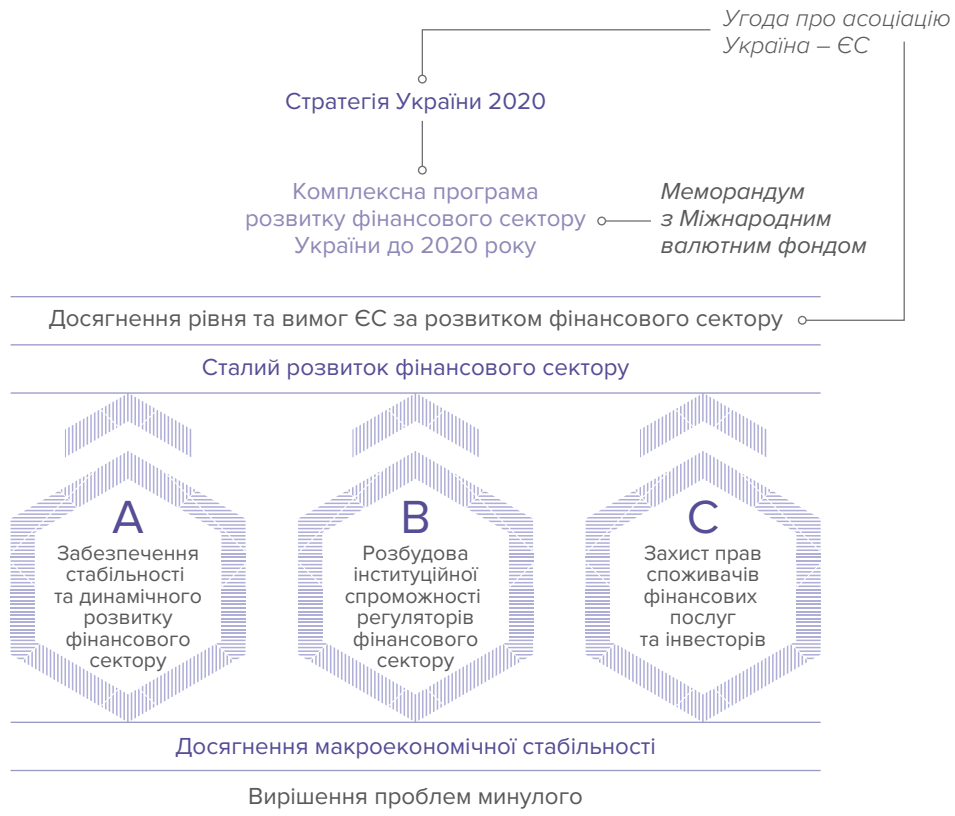 Угода про асоціацію
Україна – ЄС
Стратегія України 2020
Комплексна програма
розвитку фінансового сектору
України до 2020 року
Меморандум
з Міжнародним
валютним фондом
Досягнення рівня та вимог ЄС за розвитком фінансового сектору
Сталий розвиток фінансового сектору
A
Забезпечення
стабільності
та динамічного
розвитку
фінансового
сектору
B
Розбудова
інституційної
спроможності
регуляторів
фінансового
сектору
C
Захист прав
споживачів
фінансових
послуг
та інвесторів
Досягнення макроекономічної стабільності
Вирішення проблем минулого